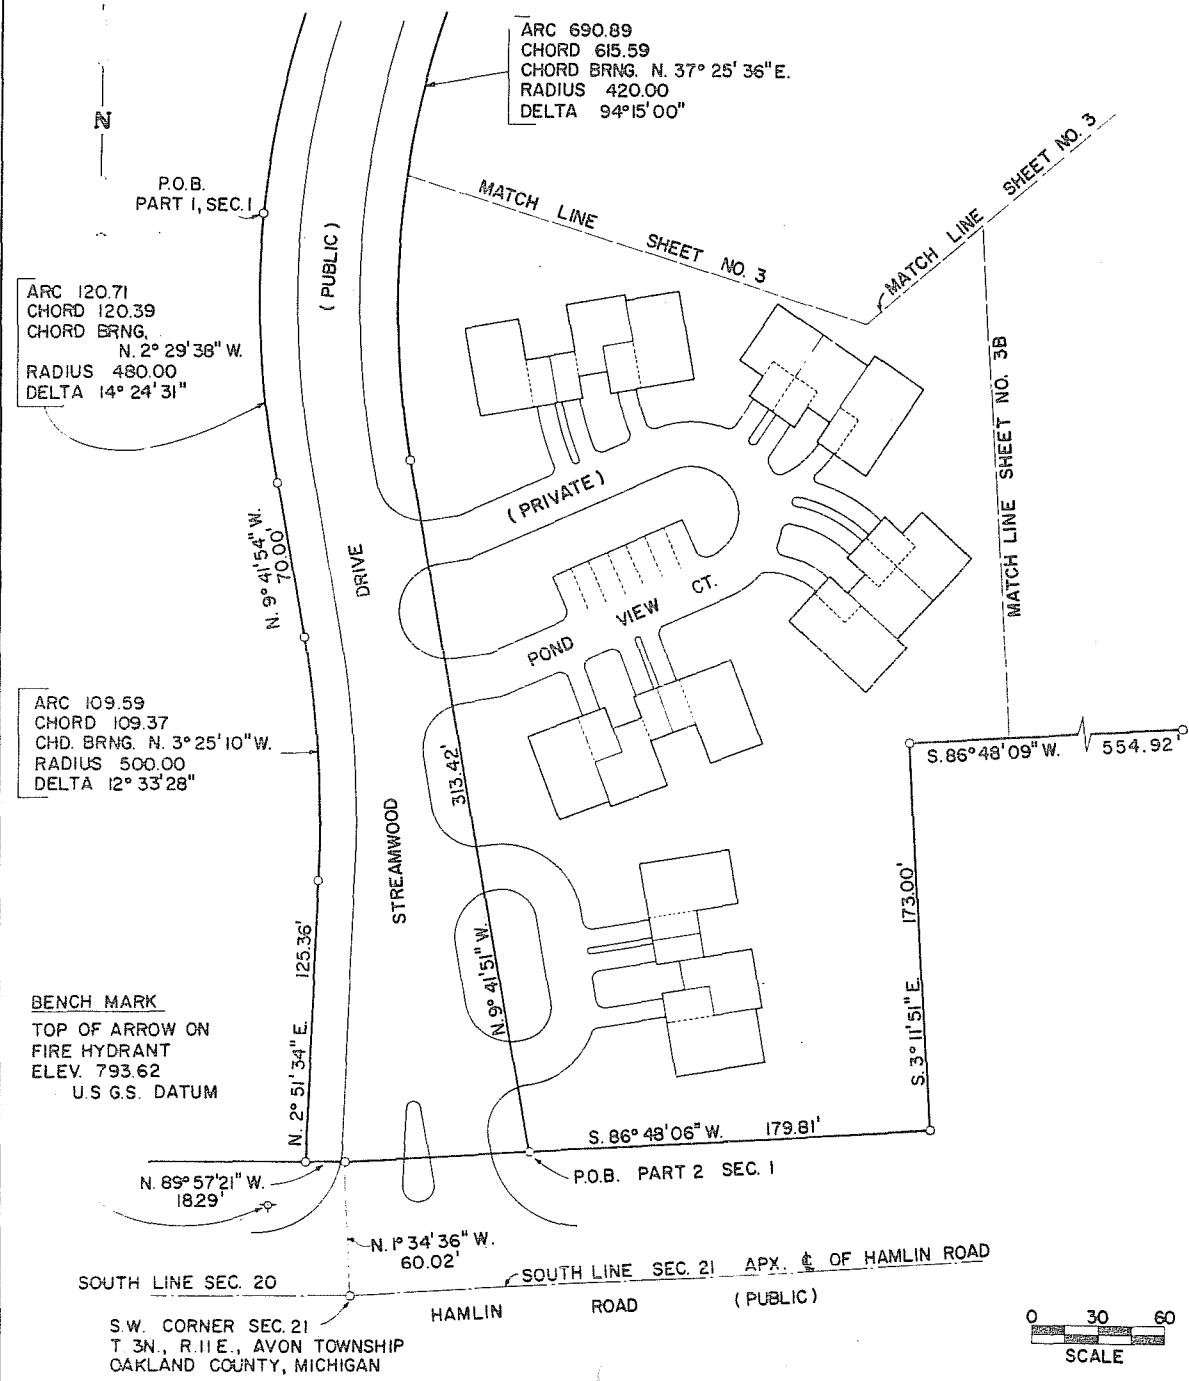 ARC 690.89
CHORD 615.59
CHORD BRNG. N. 37° 25' 36" E.
RADIUS 420.00
DELTA 94°15'00"
N
P.O.B.
PART 1, SEC. 1
(PUBLIC)
MATCH LINE SHEET NO. 3
MATCH LINE SHEET NO. 3
MATCH LINE SHEET NO. 3B
ARC 120.71
CHORD 120.39
CHORD BRNG.
N. 2° 29' 38" W.
RADIUS 480.00
DELTA 14° 24' 31"
(PRIVATE)
N. 9° 41' 54" W.
70.00'
DRIVE
POND VIEW CT.
ARC 109.59
CHORD 109.37
CHD. BRNG. N. 3° 25' 10" W.
RADIUS 500.00
DELTA 12° 33' 28"
313.42'
S. 86° 48' 09" W. 554.92'
STREAMWOOD
173.00'
S. 3° 11' 51" E.
125.36'
N. 2° 51' 34" E.
N. 9° 41' 51" W.
BENCH MARK
TOP OF ARROW ON
FIRE HYDRANT
ELEV. 793.62
U.S G.S. DATUM
S. 86° 48' 06" W. 179.81'
N. 89° 57' 21" W.
18.29'
P.O.B. PART 2 SEC. 1
N. 1° 34' 36" W.
60.02'
SOUTH LINE SEC. 20
SOUTH LINE SEC. 21 APX. ℄ OF HAMLIN ROAD
HAMLIN ROAD (PUBLIC)
S.W. CORNER SEC. 21
T. 3N., R. 11 E., AVON TOWNSHIP
OAKLAND COUNTY, MICHIGAN
0 30 60
SCALE